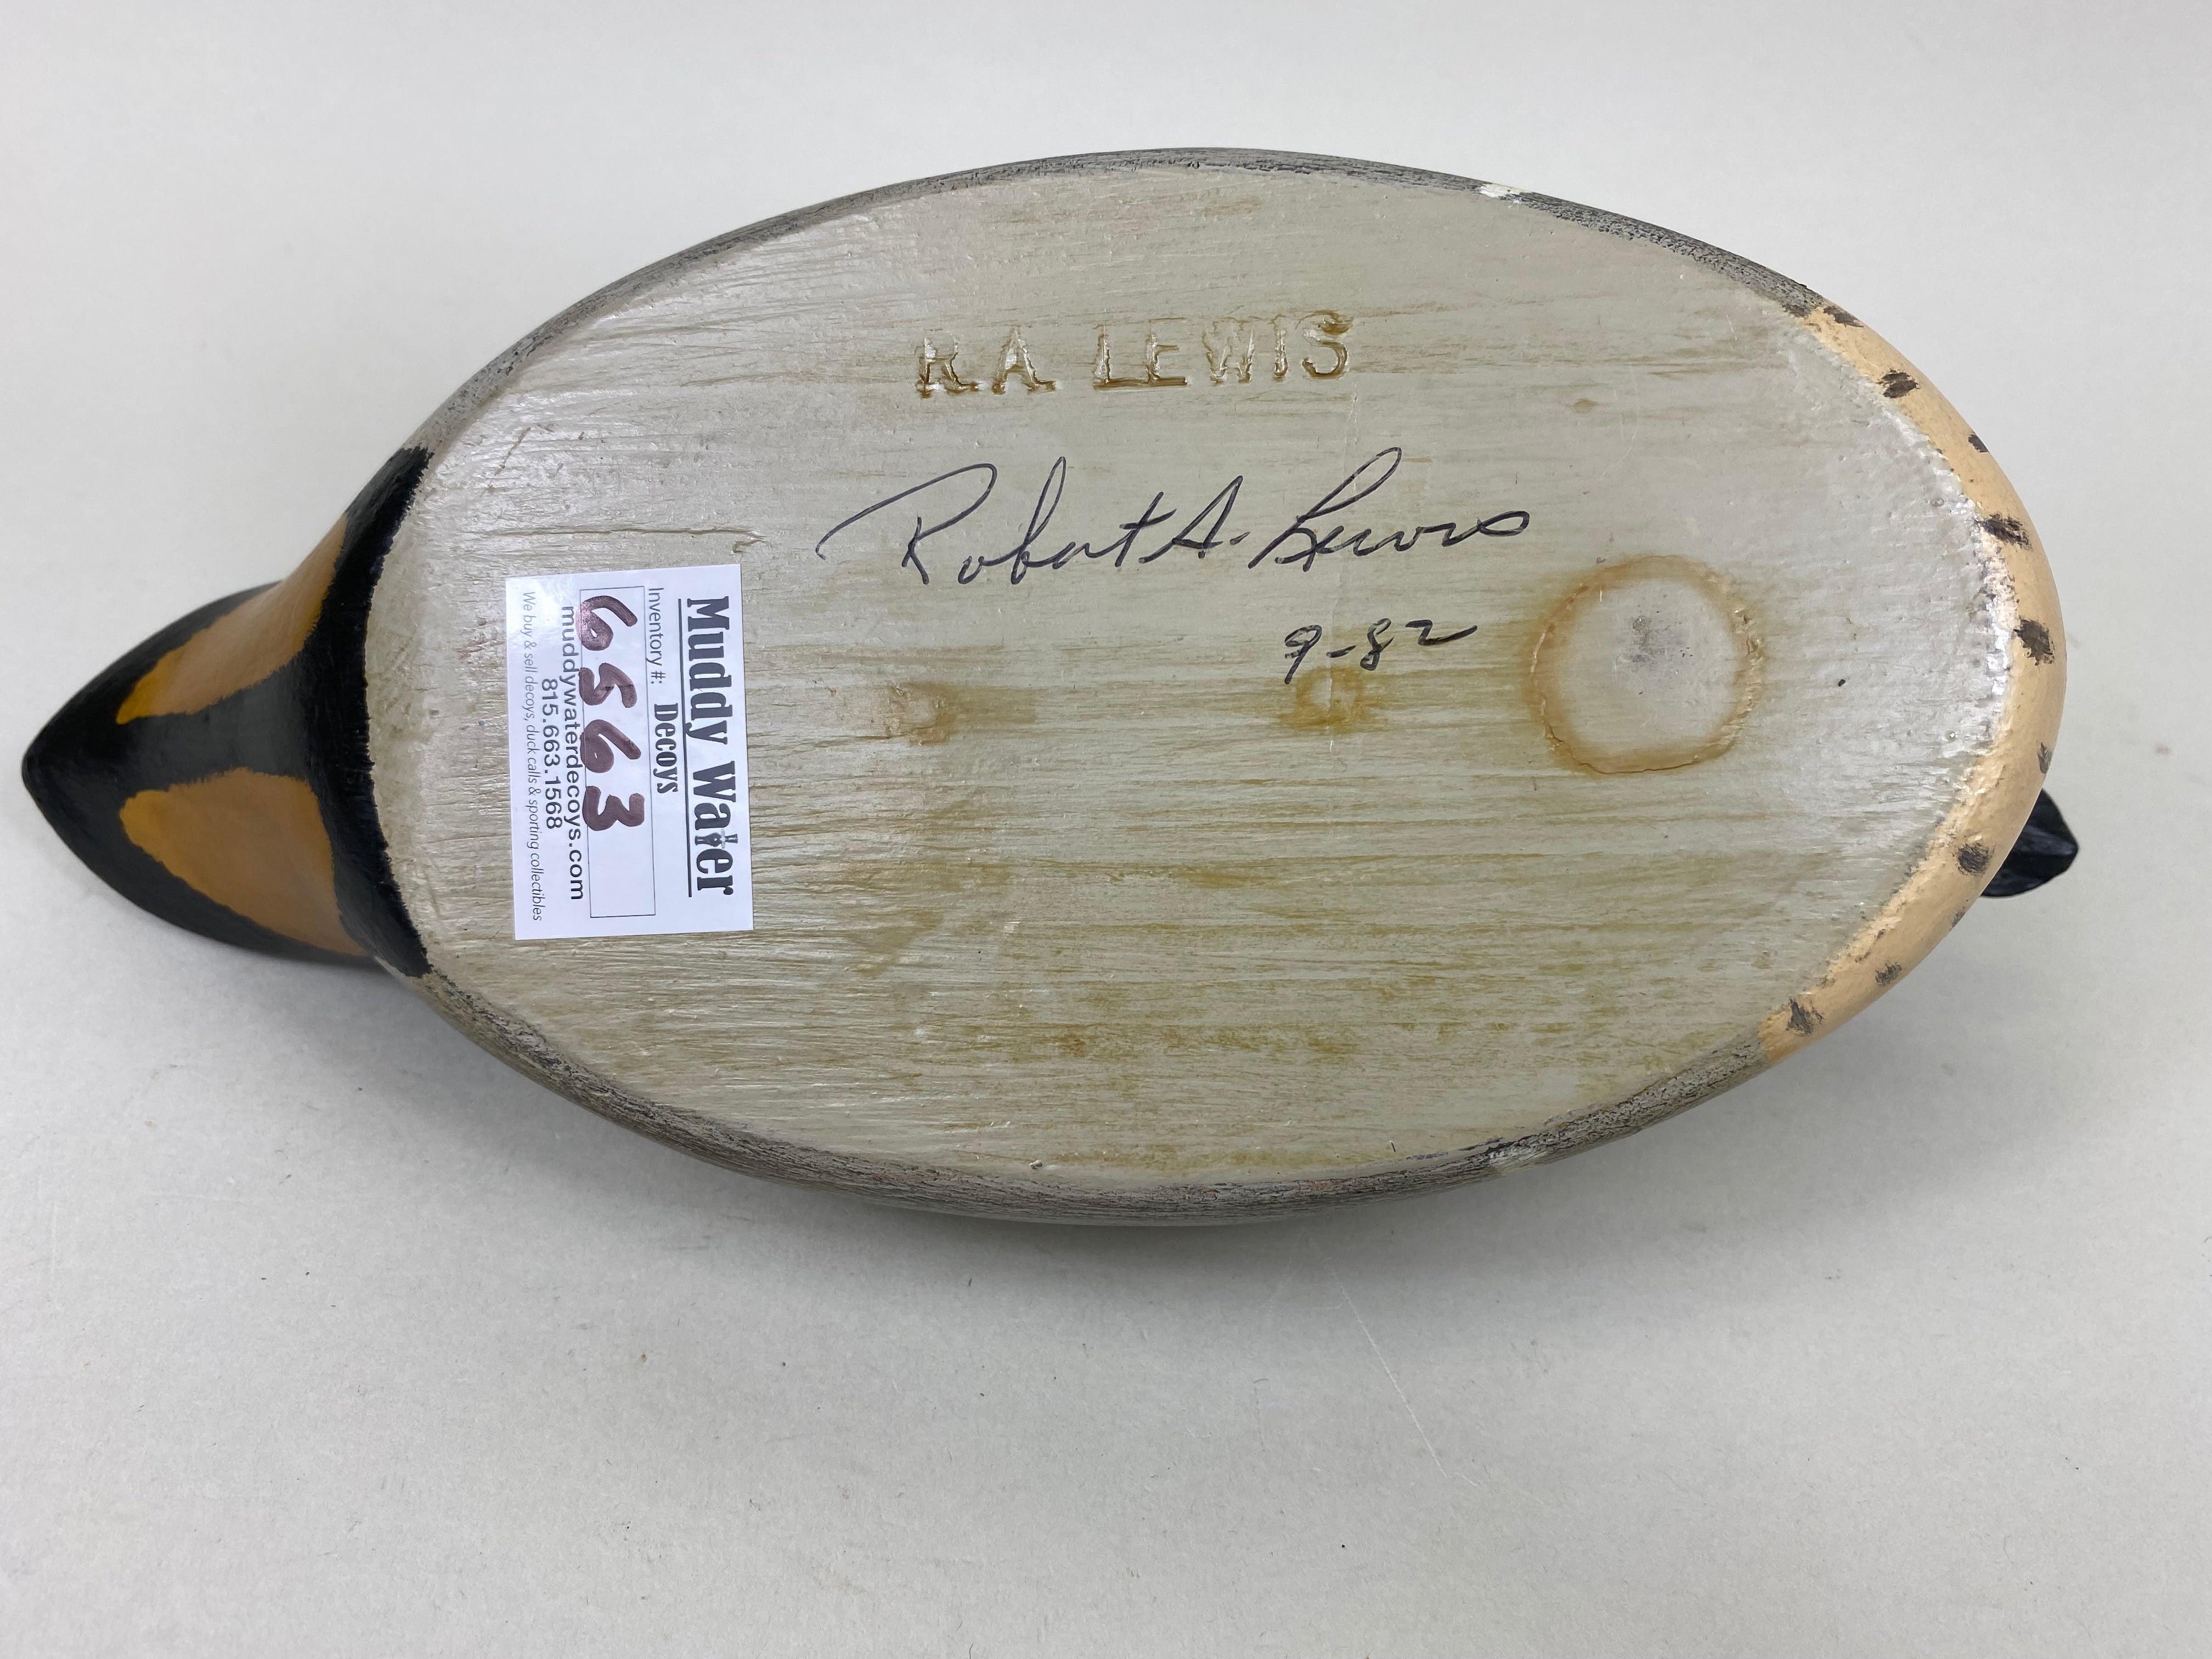 R.A. LEWIS
Robert A. Lewis
9-82
Muddy Water
Decoys
Inventory #:
6563
muddywaterdecoys.com
815.663.1568
We buy & sell decoys, duck calls & sporting collectibles